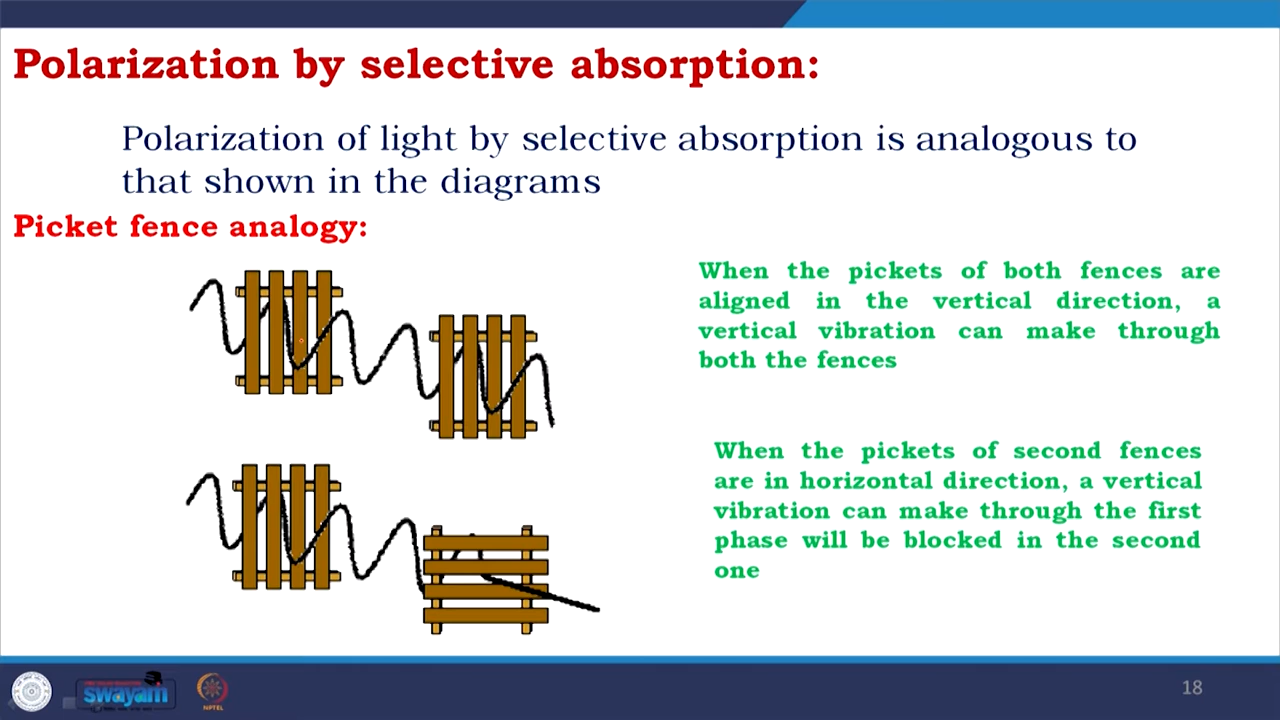 Polarization by selective absorption:
Polarization of light by selective absorption is analogous to
that shown in the diagrams
Picket fence analogy:
When the pickets of both fences are
aligned in the vertical direction, a
vertical vibration can make through
both the fences
When the pickets of second fences
are in horizontal direction, a vertical
vibration can make through the first
phase will be blocked in the second
one
swayam
NPTEL
18